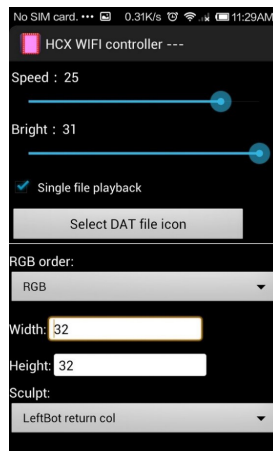 No SIM card. ••• 0.31K/s 11:29AM
HCX WIFI controller ---
Speed : 25
Bright : 31
Single file playback
Select DAT file icon
RGB order:
RGB
Width: 32
Height: 32
Sculpt:
LeftBot return col